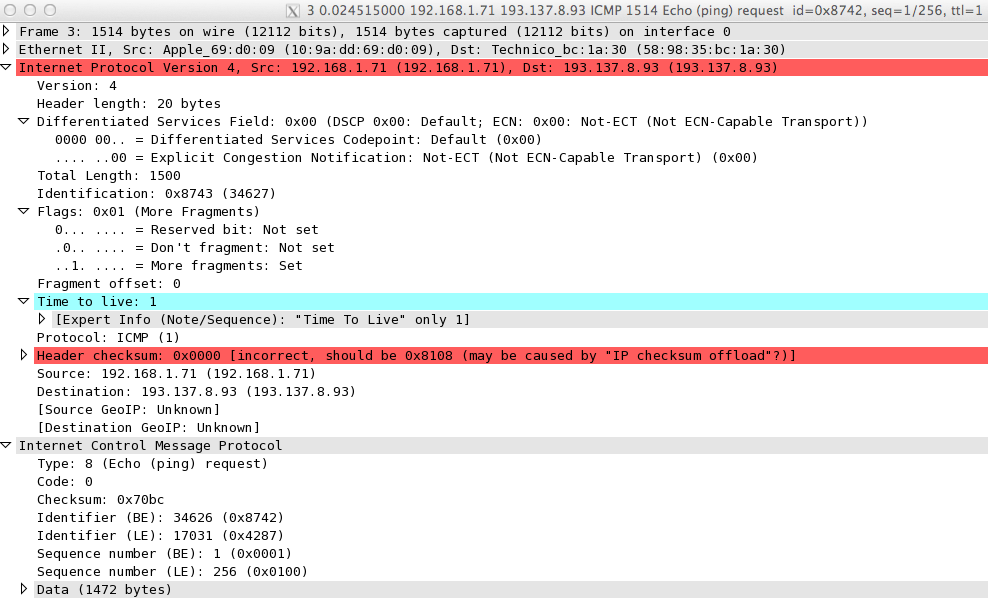 3 0.024515000 192.168.1.71 193.137.8.93 ICMP 1514 Echo (ping) request  id=0x8742, seq=1/256, ttl=1
Frame 3: 1514 bytes on wire (12112 bits), 1514 bytes captured (12112 bits) on interface 0
Ethernet II, Src: Apple_69:d0:09 (10:9a:dd:69:d0:09), Dst: Technico_bc:1a:30 (58:98:35:bc:1a:30)
Internet Protocol Version 4, Src: 192.168.1.71 (192.168.1.71), Dst: 193.137.8.93 (193.137.8.93)
Version: 4
Header length: 20 bytes
Differentiated Services Field: 0x00 (DSCP 0x00: Default; ECN: 0x00: Not-ECT (Not ECN-Capable Transport))
0000 00.. = Differentiated Services Codepoint: Default (0x00)
.... ..00 = Explicit Congestion Notification: Not-ECT (Not ECN-Capable Transport) (0x00)
Total Length: 1500
Identification: 0x8743 (34627)
Flags: 0x01 (More Fragments)
0... .... = Reserved bit: Not set
.0.. .... = Don't fragment: Not set
..1. .... = More fragments: Set
Fragment offset: 0
Time to live: 1
[Expert Info (Note/Sequence): "Time To Live" only 1]
Protocol: ICMP (1)
Header checksum: 0x0000 [incorrect, should be 0x8108 (may be caused by "IP checksum offload"?)]
Source: 192.168.1.71 (192.168.1.71)
Destination: 193.137.8.93 (193.137.8.93)
[Source GeoIP: Unknown]
[Destination GeoIP: Unknown]
Internet Control Message Protocol
Type: 8 (Echo (ping) request)
Code: 0
Checksum: 0x70bc
Identifier (BE): 34626 (0x8742)
Identifier (LE): 17031 (0x4287)
Sequence number (BE): 1 (0x0001)
Sequence number (LE): 256 (0x0100)
Data (1472 bytes)